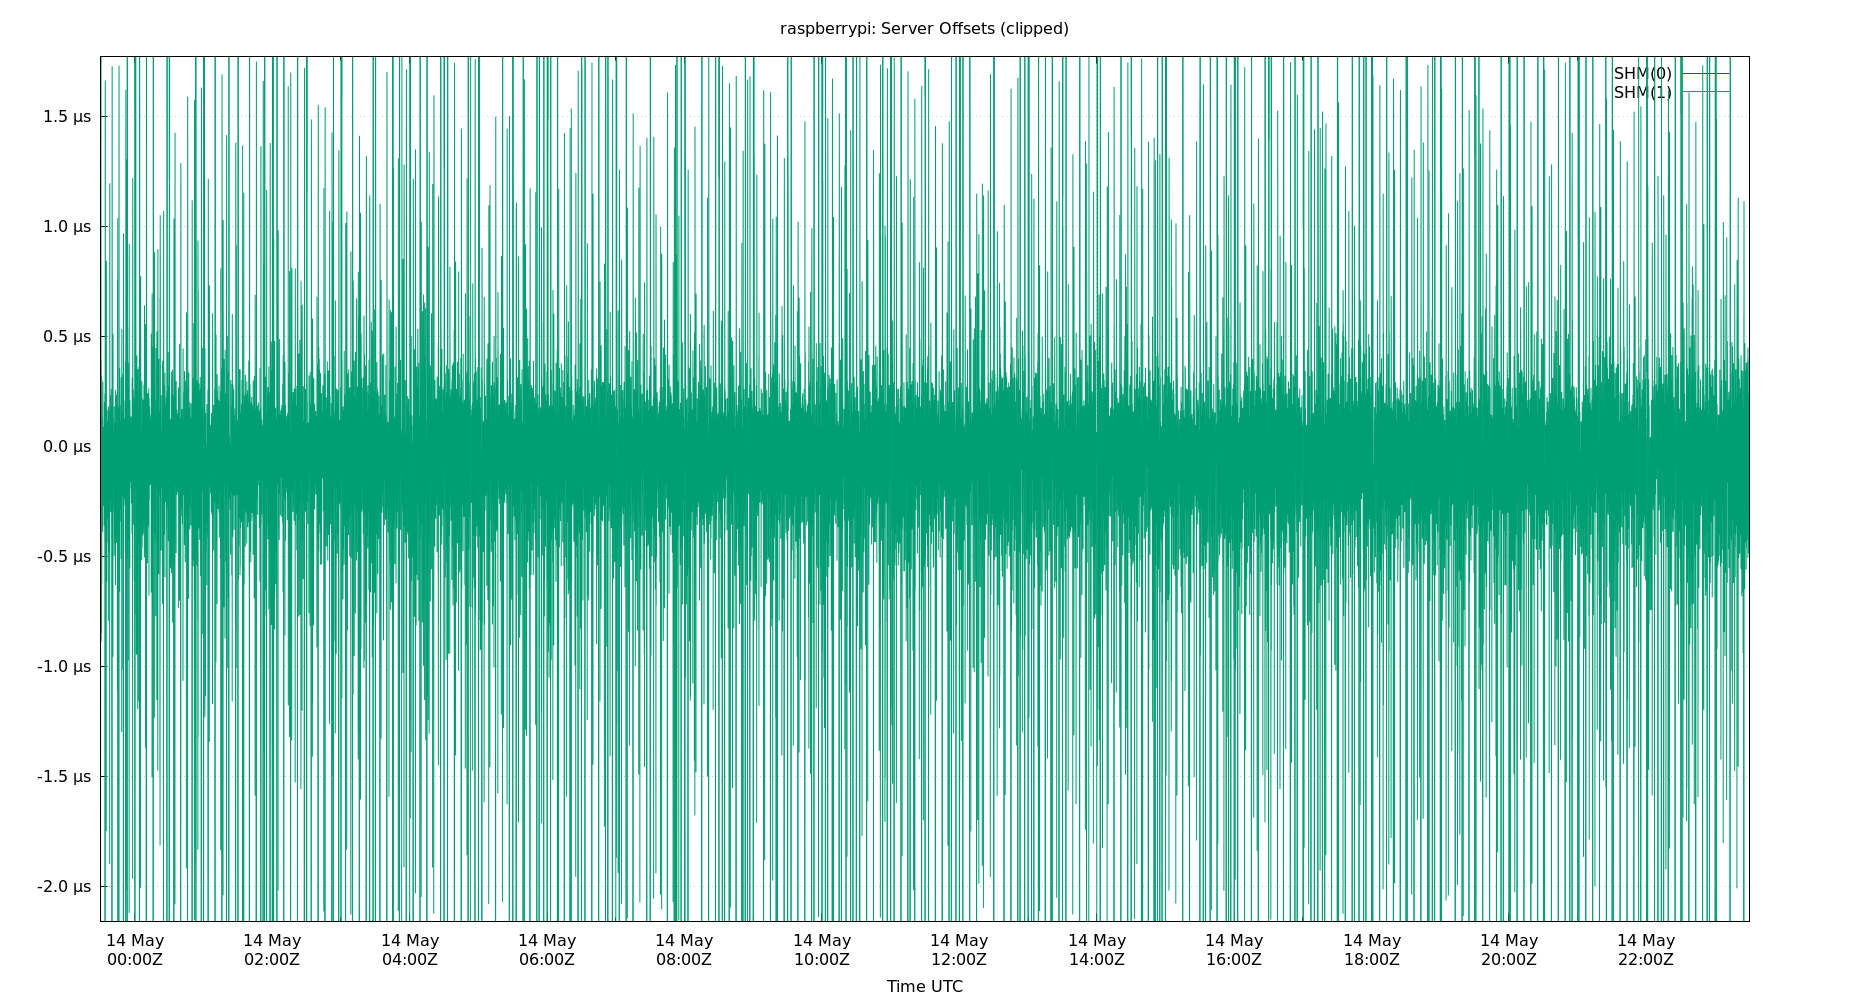 raspberrypi: Server Offsets (clipped)
SHM(0)
SHM(1)
1.5 µs
1.0 µs
0.5 µs
0.0 µs
-0.5 µs
-1.0 µs
-1.5 µs
-2.0 µs
14 May 14 May 14 May 14 May 14 May 14 May 14 May 14 May 14 May 14 May 14 May 14 May
00:00Z 02:00Z 04:00Z 06:00Z 08:00Z 10:00Z 12:00Z 14:00Z 16:00Z 18:00Z 20:00Z 22:00Z
Time UTC